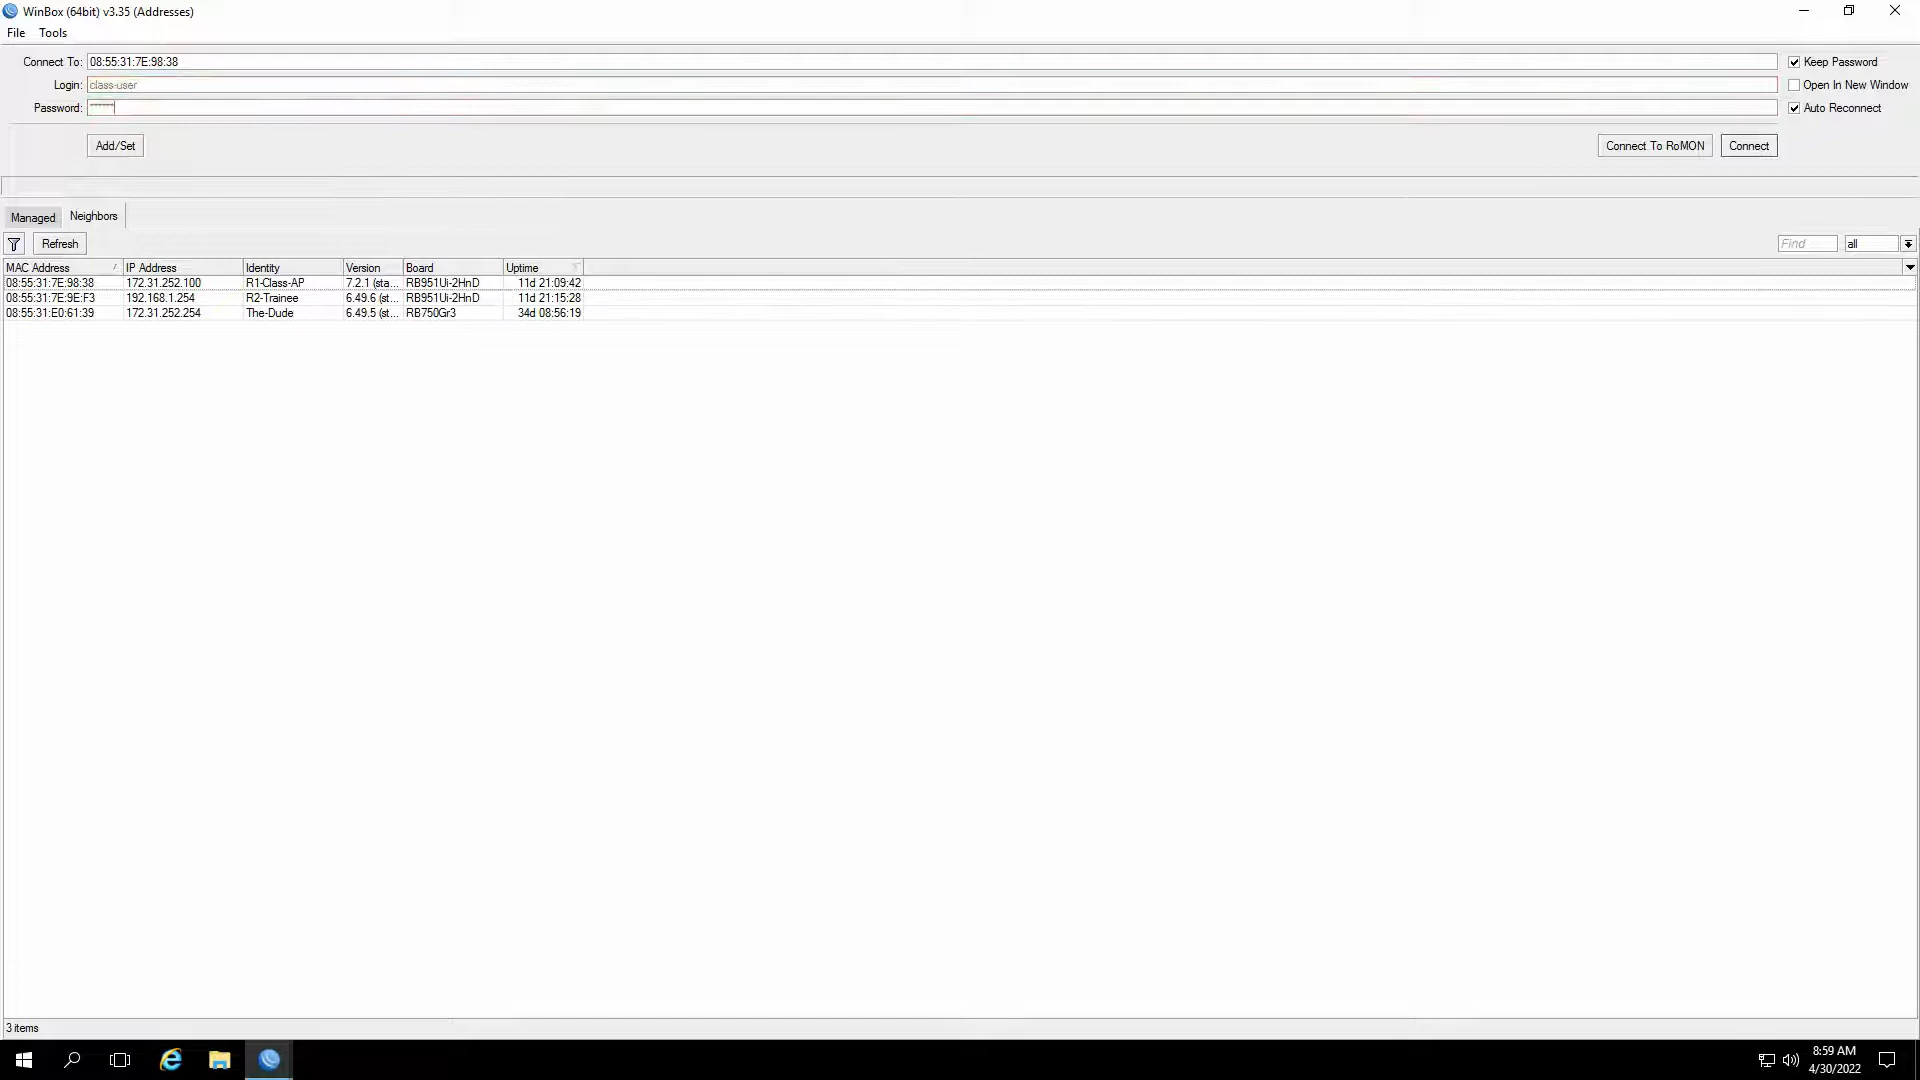 WinBox (64bit) v3.35 (Addresses)
File Tools
Connect To: 08:55:31:7E:98:38
Keep Password
Login: class-user
Open In New Window
Password: ******
Auto Reconnect
Add/Set
Connect To RoMON
Connect
Managed
Neighbors
Refresh
Find
all
MAC Address IP Address Identity Version Board Uptime
08:55:31:7E:98:38 172.31.252.100 R1-Class-AP 7.2.1 (sta... RB951Ui-2HnD 11d 21:09:42
08:55:31:7E:9E:F3 192.168.1.254 R2-Trainee 6.49.6 (st... RB951Ui-2HnD 11d 21:15:28
08:55:31:E0:61:39 172.31.252.254 The-Dude 6.49.5 (st... RB750Gr3 34d 08:56:19
3 items
8:59 AM
4/30/2022